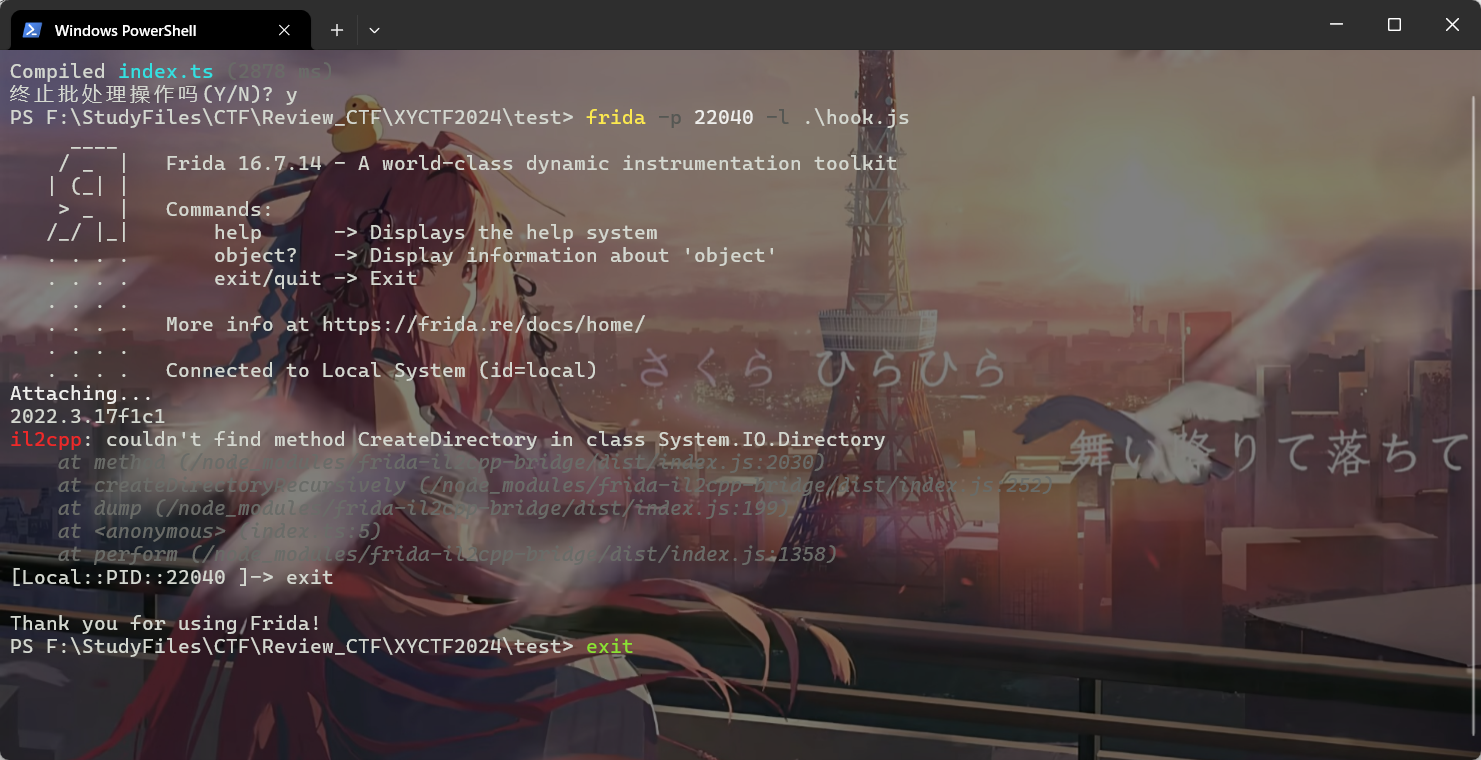 Windows PowerShell
Compiled index.ts (2878 ms)
终止批处理操作吗(Y/N)? y
PS F:\StudyFiles\CTF\Review_CTF\XYCTF2024\test> frida -p 22040 -l .\hook.js
     ____
    / _  |   Frida 16.7.14 - A world-class dynamic instrumentation toolkit
   | (_| |
    > _  |   Commands:
   /_/ |_|       help      -> Displays the help system
   . . . .       object?   -> Display information about 'object'
   . . . .       exit/quit -> Exit
   . . . .
   . . . .   More info at https://frida.re/docs/home/
   . . . .
   . . . .   Connected to Local System (id=local)
さくら ひらひら
Attaching...
2022.3.17f1c1
il2cpp: couldn't find method CreateDirectory in class System.IO.Directory
舞い降りて落ちて
    at method (/node_modules/frida-il2cpp-bridge/dist/index.js:2030)
    at createDirectoryRecursively (/node_modules/frida-il2cpp-bridge/dist/index.js:252)
    at dump (/node_modules/frida-il2cpp-bridge/dist/index.js:199)
    at <anonymous> (index.ts:5)
    at perform (/node_modules/frida-il2cpp-bridge/dist/index.js:1358)
[Local::PID::22040 ]-> exit
Thank you for using Frida!
PS F:\StudyFiles\CTF\Review_CTF\XYCTF2024\test> exit